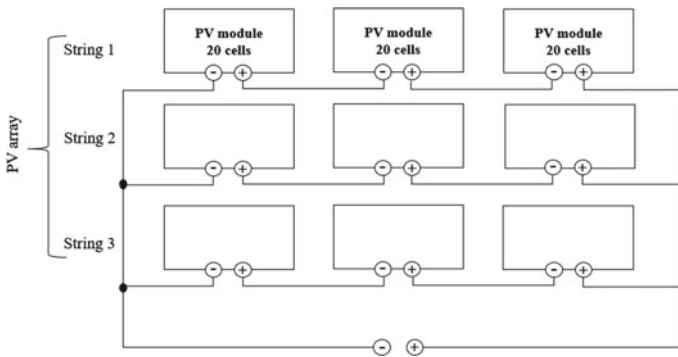 PV array
String 1
PV module
20 cells
- +
PV module
20 cells
- +
PV module
20 cells
- +
String 2
- +
- +
- +
String 3
- +
- +
- +
- +